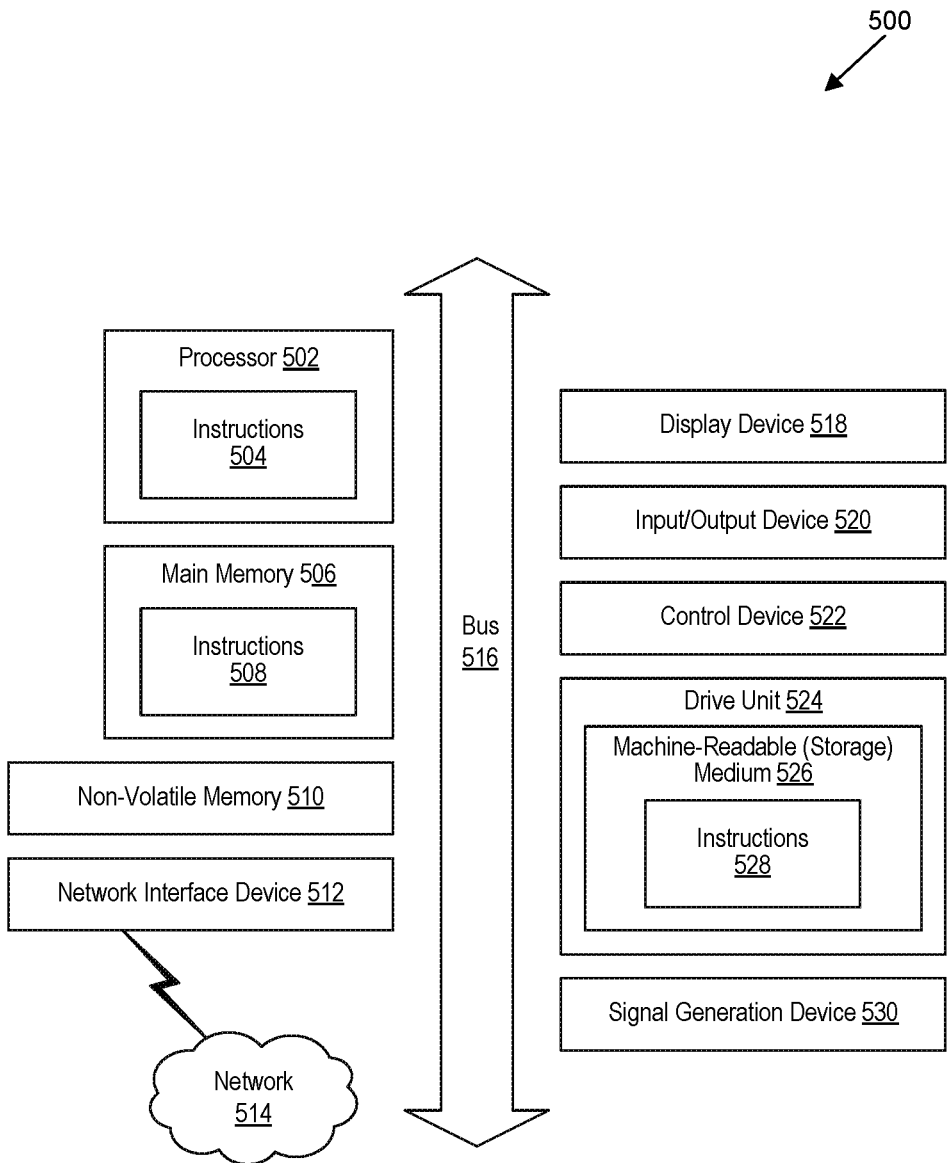 500
Processor 502
Instructions
504
Main Memory 506
Instructions
508
Non-Volatile Memory 510
Network Interface Device 512
Network
514
Bus
516
Display Device 518
Input/Output Device 520
Control Device 522
Drive Unit 524
Machine-Readable (Storage)
Medium 526
Instructions
528
Signal Generation Device 530